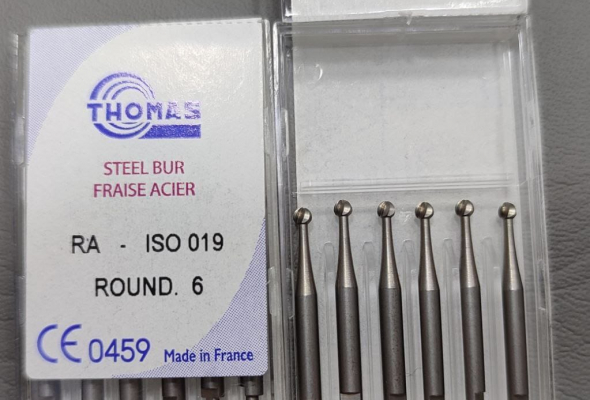 THOMAS
STEEL BUR
FRAISE ACIER
RA - ISO 019
ROUND. 6
CE 0459 Made in France